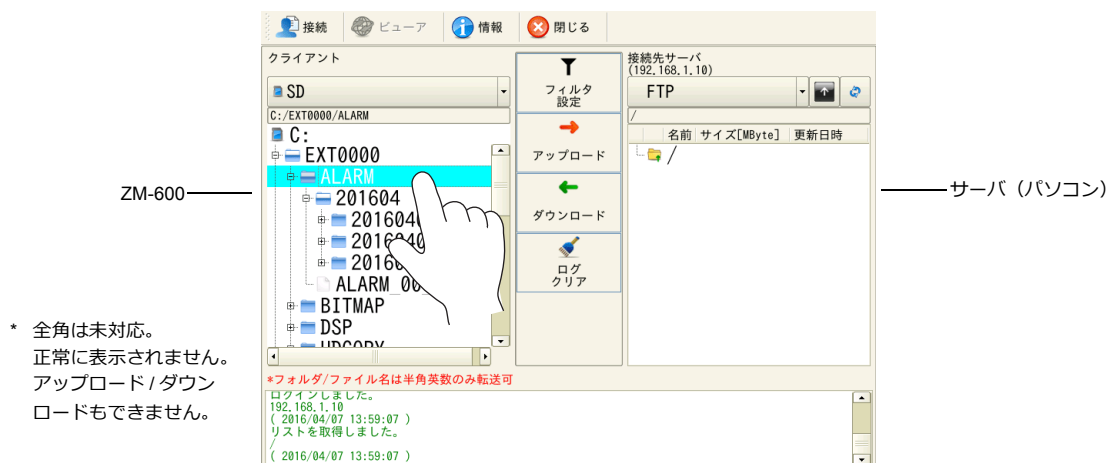 接続 ビューア 情報 閉じる
クライアント
SD
C:/EXT0000/ALARM
C:
EXT0000
ALARM
201604
BITMAP
DSP
フィルタ
設定
アップロード
ダウンロード
ログ
クリア
接続先サーバ
(192.168.1.10)
FTP
/
名前 サイズ[MByte] 更新日時
/
ZM-600
サーバ(パソコン)
* 全角は未対応。
正常に表示されません。
アップロード / ダウン
ロードもできません。
*フォルダ/ファイル名は半角英数のみ転送可
ログインしました。
192.168.1.10
( 2016/04/07 13:59:07 )
リストを取得しました。
/
( 2016/04/07 13:59:07 )